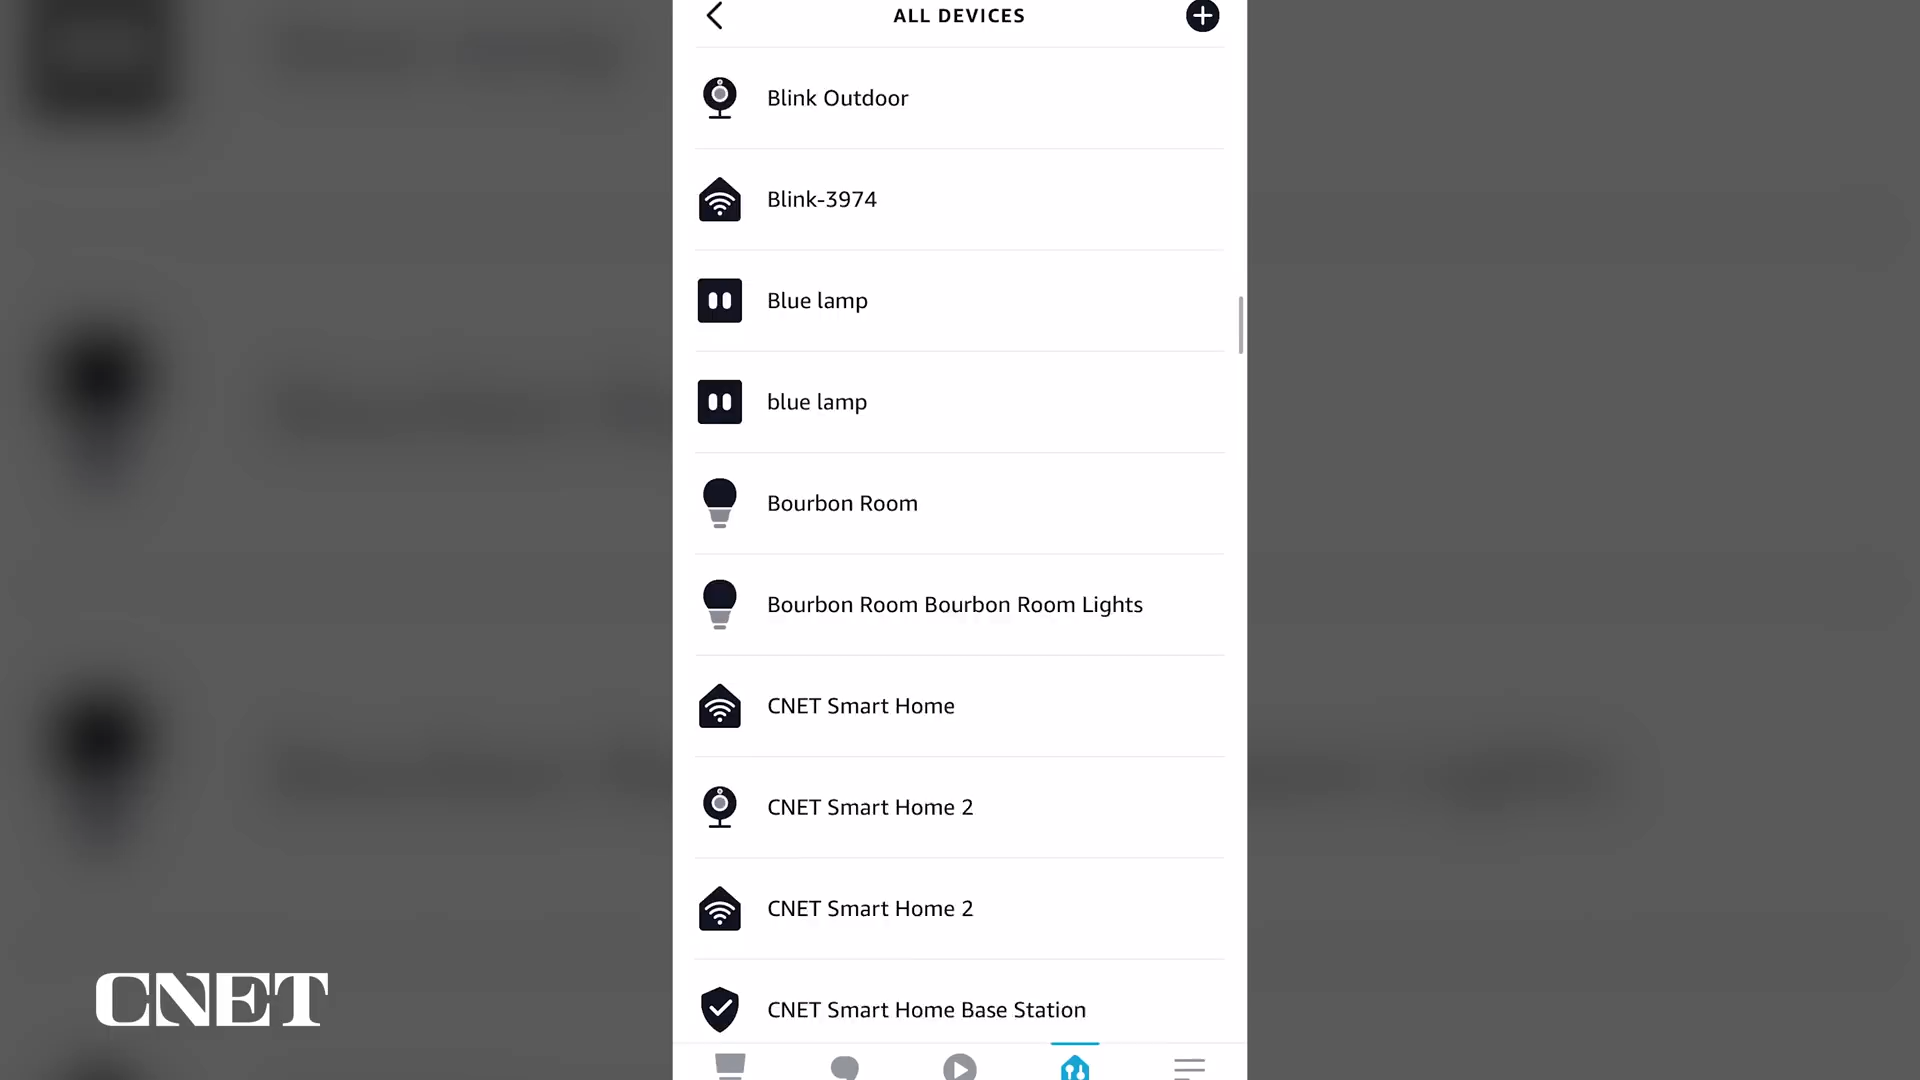 ALL DEVICES
Blink Outdoor
Blink-3974
Blue lamp
blue lamp
Bourbon Room
Bourbon Room Bourbon Room Lights
CNET Smart Home
CNET Smart Home 2
CNET Smart Home 2
CNET Smart Home Base Station
CNET